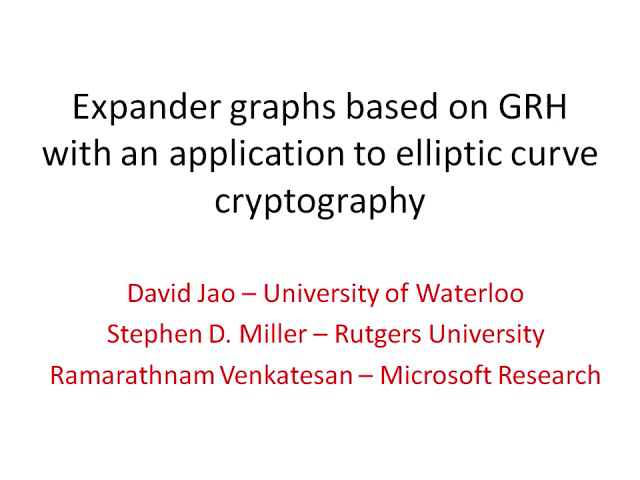 Expander graphs based on GRH
with an application to elliptic curve
cryptography
David Jao – University of Waterloo
Stephen D. Miller – Rutgers University
Ramarathnam Venkatesan – Microsoft Research